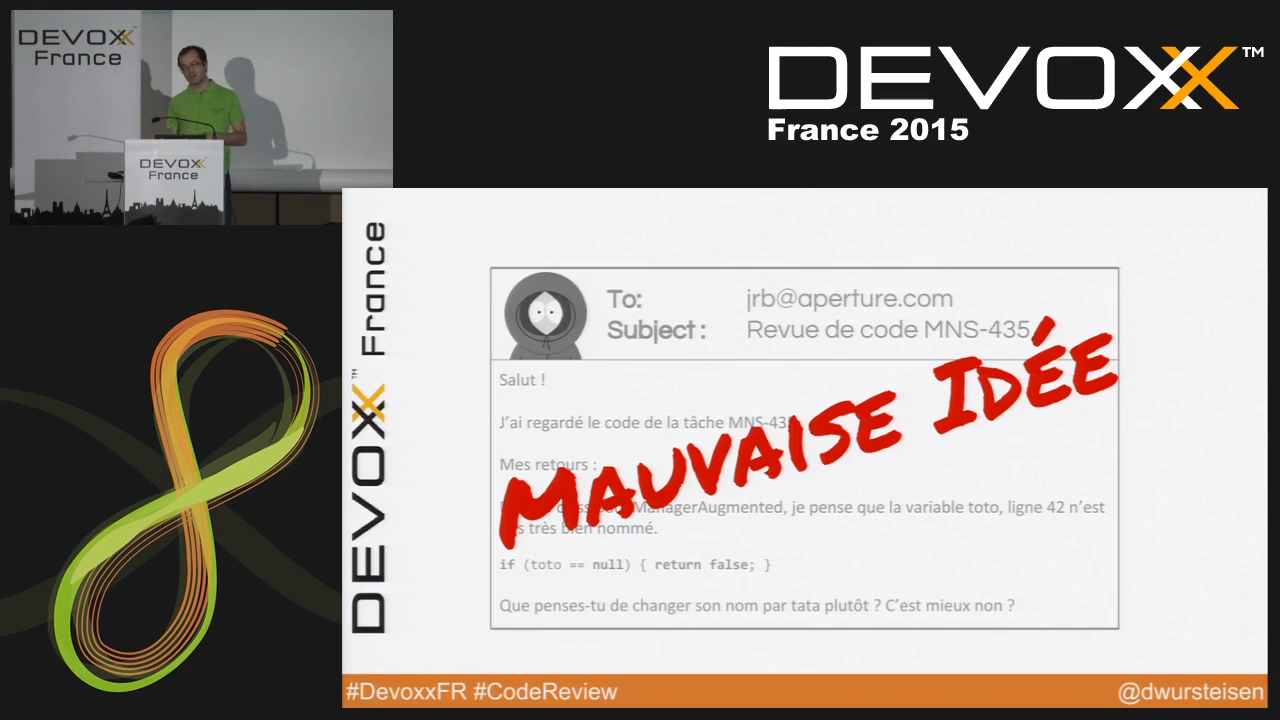 DEVOXX
France
DEVOXX
France
DEVOXX™
France 2015
DEVOXX™ France
To: jrb@aperture.com
Subject : Revue de code MNS-435
Salut !
J'ai regardé le code de la tâche MNS-43
Mes retours :
ManagerAugmented, je pense que la variable toto, ligne 42 n'est
très bien nommé.
if (toto == null) { return false; }
Que penses-tu de changer son nom par tata plutôt ? C'est mieux non ?
MAUVAISE IDÉE
#DevoxxFR #CodeReview
@dwursteisen